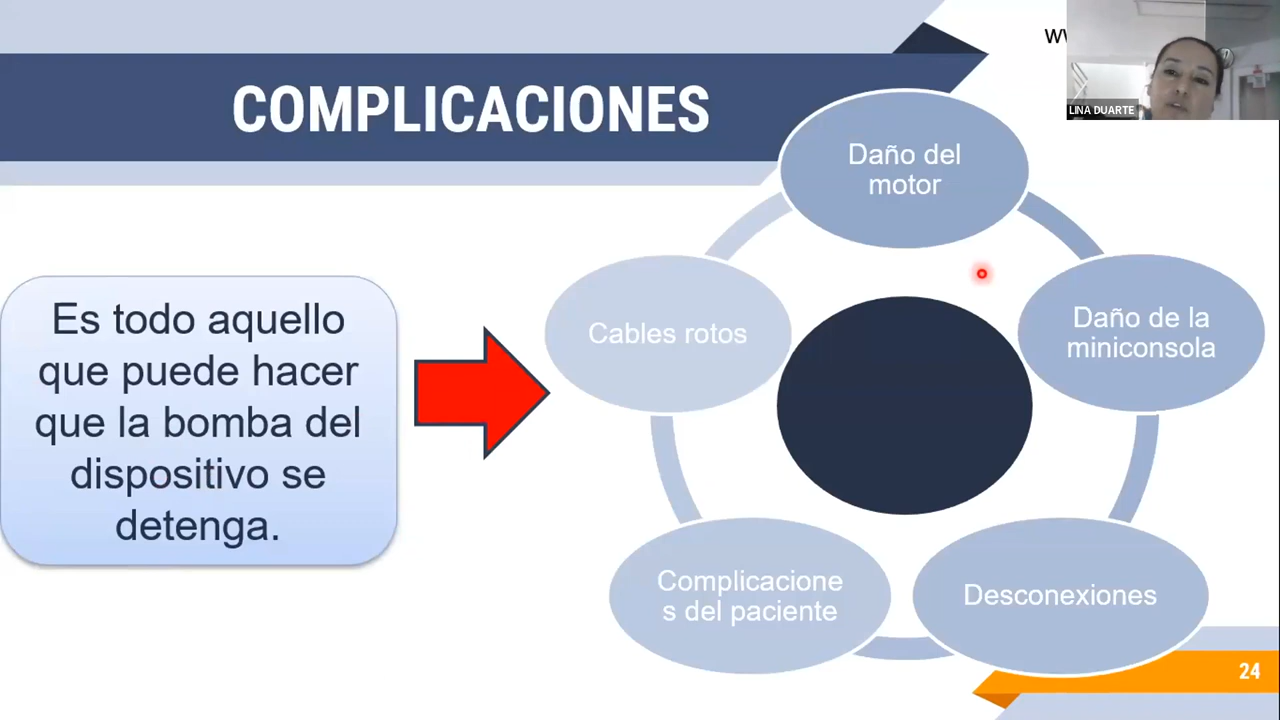 COMPLICACIONES
LINA DUARTE
Daño del
motor
Es todo aquello
que puede hacer
que la bomba del
dispositivo se
detenga.
Cables rotos
Daño de la
miniconsola
Complicacione
s del paciente
Desconexiones
24